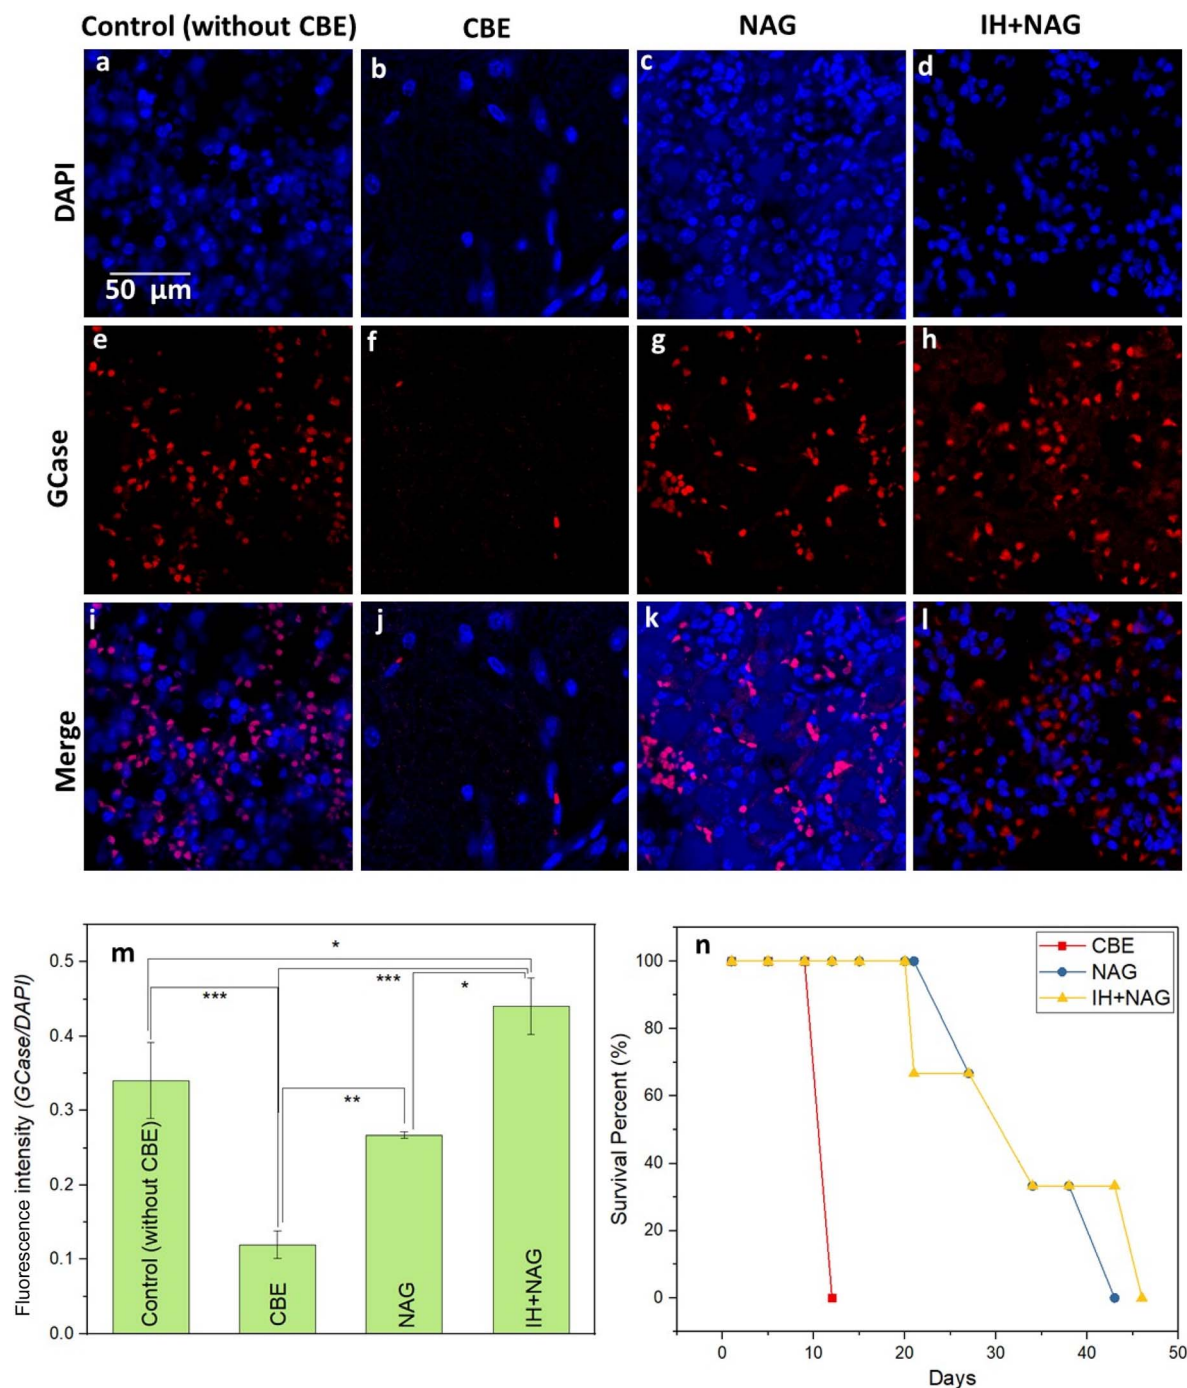 Control (without CBE) CBE NAG IH+NAG
DAPI
a b c d
50 µm
GCase
e f g h
Merge
i j k l
m
Fluorescence intensity (GCase/DAPI)
0.5
0.4
0.3
0.2
0.1
0.0
*
***
***
*
**
Control (without CBE)
CBE
NAG
IH+NAG
n
CBE
NAG
IH+NAG
Survival Percent (%)
100
80
60
40
20
0
0 10 20 30 40 50
Days